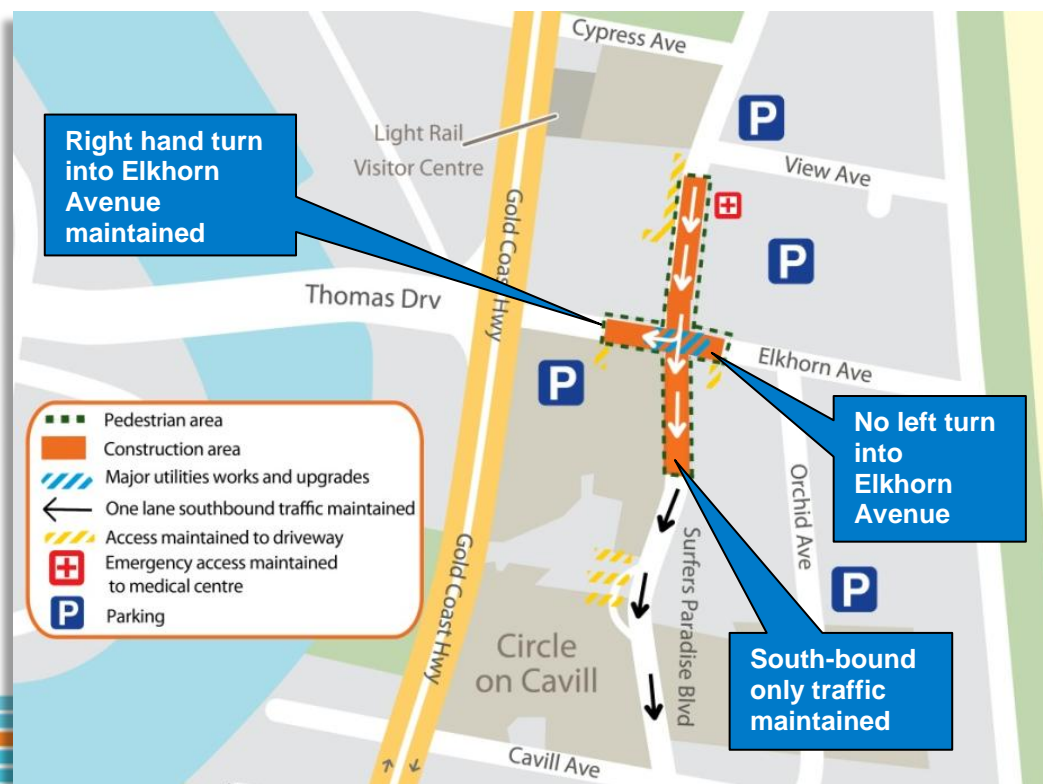 Cypress Ave
Right hand turn
into Elkhorn
Avenue
maintained
Light Rail
Visitor Centre
P
View Ave
Gold Coast Hwy
P
Thomas Drv
Elkhorn Ave
P
No left turn
into
Elkhorn
Avenue
Pedestrian area
Construction area
Major utilities works and upgrades
One lane southbound traffic maintained
Access maintained to driveway
Emergency access maintained
to medical centre
P
Parking
Orchid Ave
Surfers Paradise Blvd
Gold Coast Hwy
P
Circle
on Cavill
South-bound
only traffic
maintained
Cavill Ave